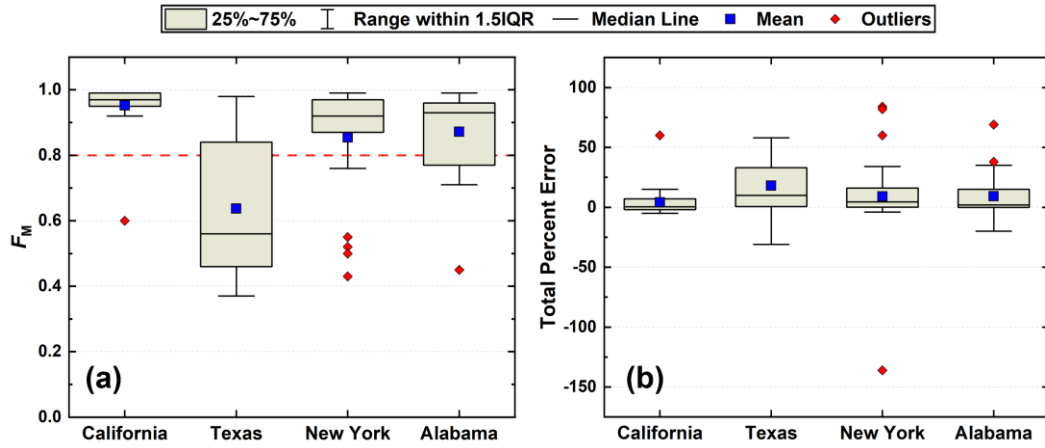 25%~75% Range within 1.5IQR Median Line Mean Outliers
F_M
1.0
0.8
0.6
0.4
0.2
0.0
(a)
California Texas New York Alabama
Total Percent Error
100
50
0
-50
-100
-150
(b)
California Texas New York Alabama